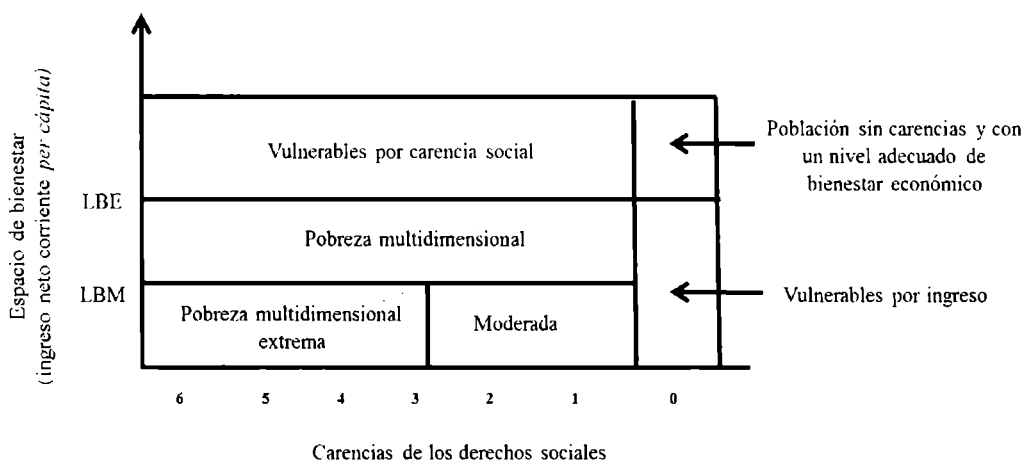 Espacio de bienestar
(ingreso neto corriente per cápita)
Vulnerables por carencia social
Población sin carencias y con
un nivel adecuado de
bienestar económico
LBE
Pobreza multidimensional
LBM
Pobreza multidimensional
extrema
Moderada
Vulnerables por ingreso
6 5 4 3 2 1 0
Carencias de los derechos sociales